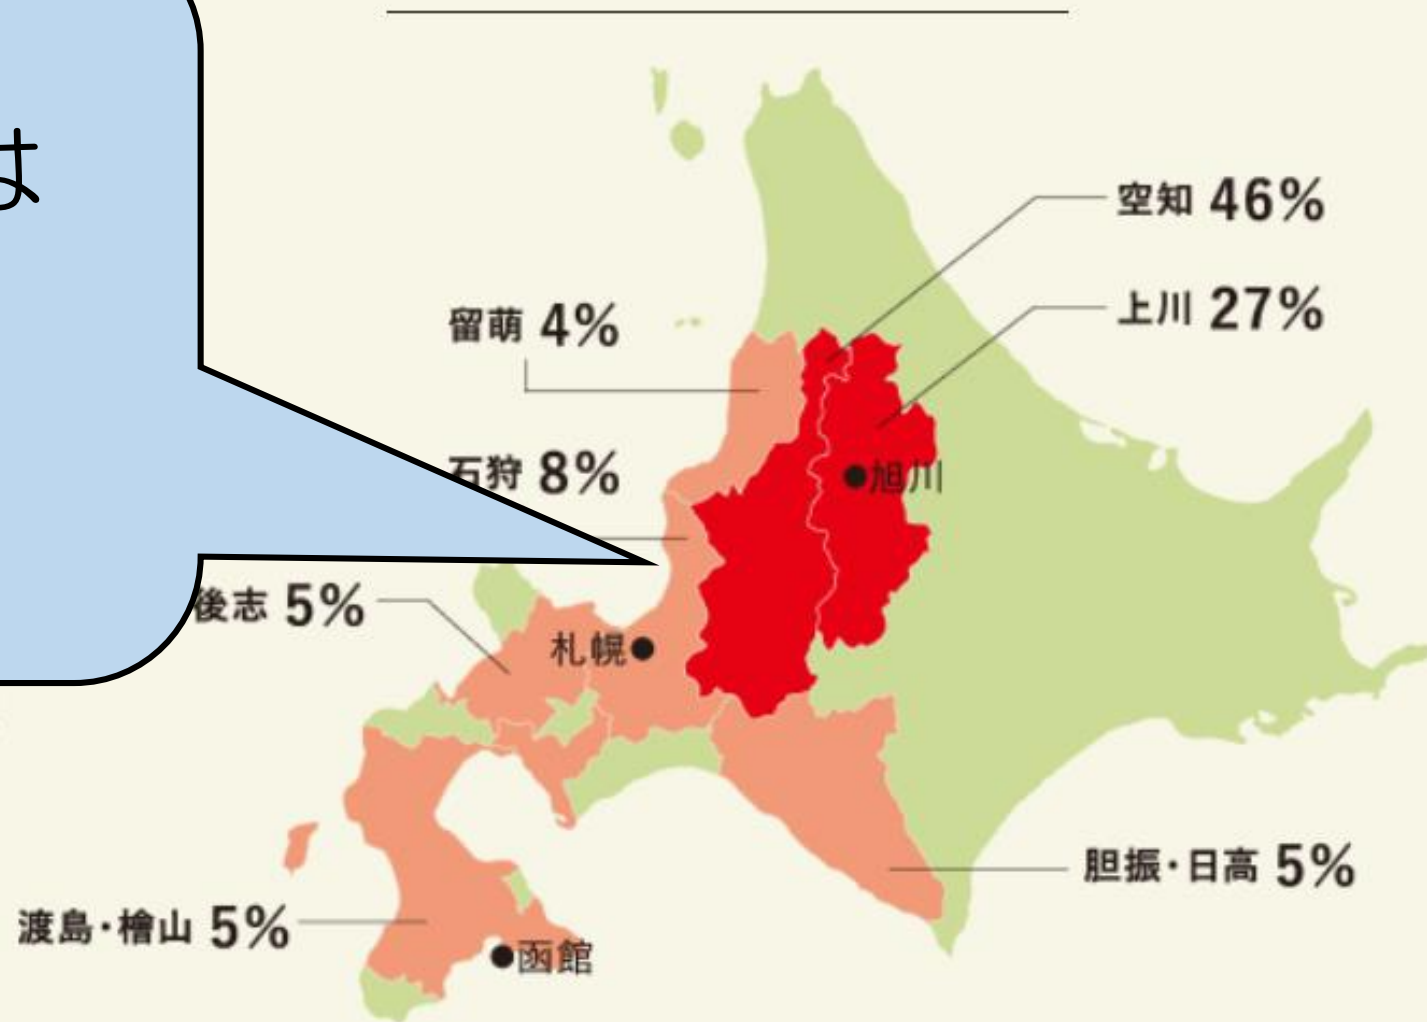 は
空知 46%
上川 27%
留萌 4%
石狩 8%
旭川
後志 5%
札幌
胆振・日高 5%
渡島・檜山 5%
函館